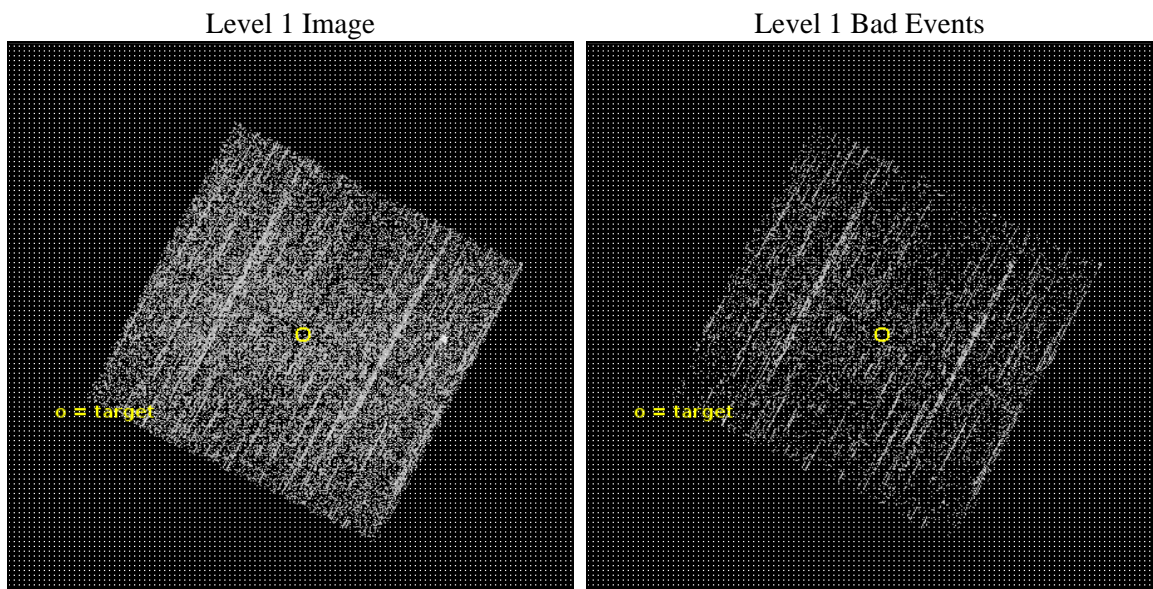 Level 1 Image
Level 1 Bad Events
o = target
o = target